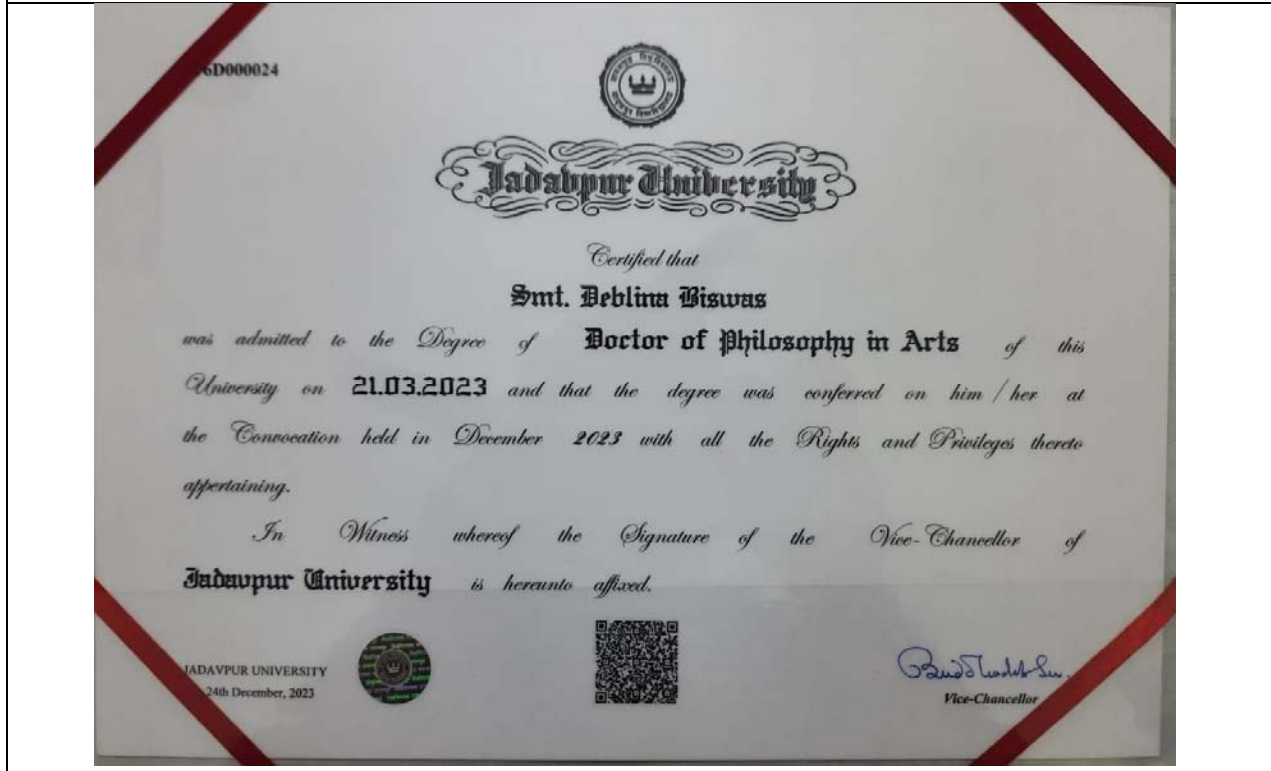 6D000024
Jadavpur University
Certified that
Smt. Deblina Biswas
was admitted to the Degree of Doctor of Philosophy in Arts of this
University on 21.03.2023 and that the degree was conferred on him / her at
the Convocation held in December 2023 with all the Rights and Privileges thereto
appertaining.
In Witness whereof the Signature of the Vice-Chancellor of
Jadavpur University is hereunto affixed.
JADAVPUR UNIVERSITY
24th December, 2023
Vice-Chancellor